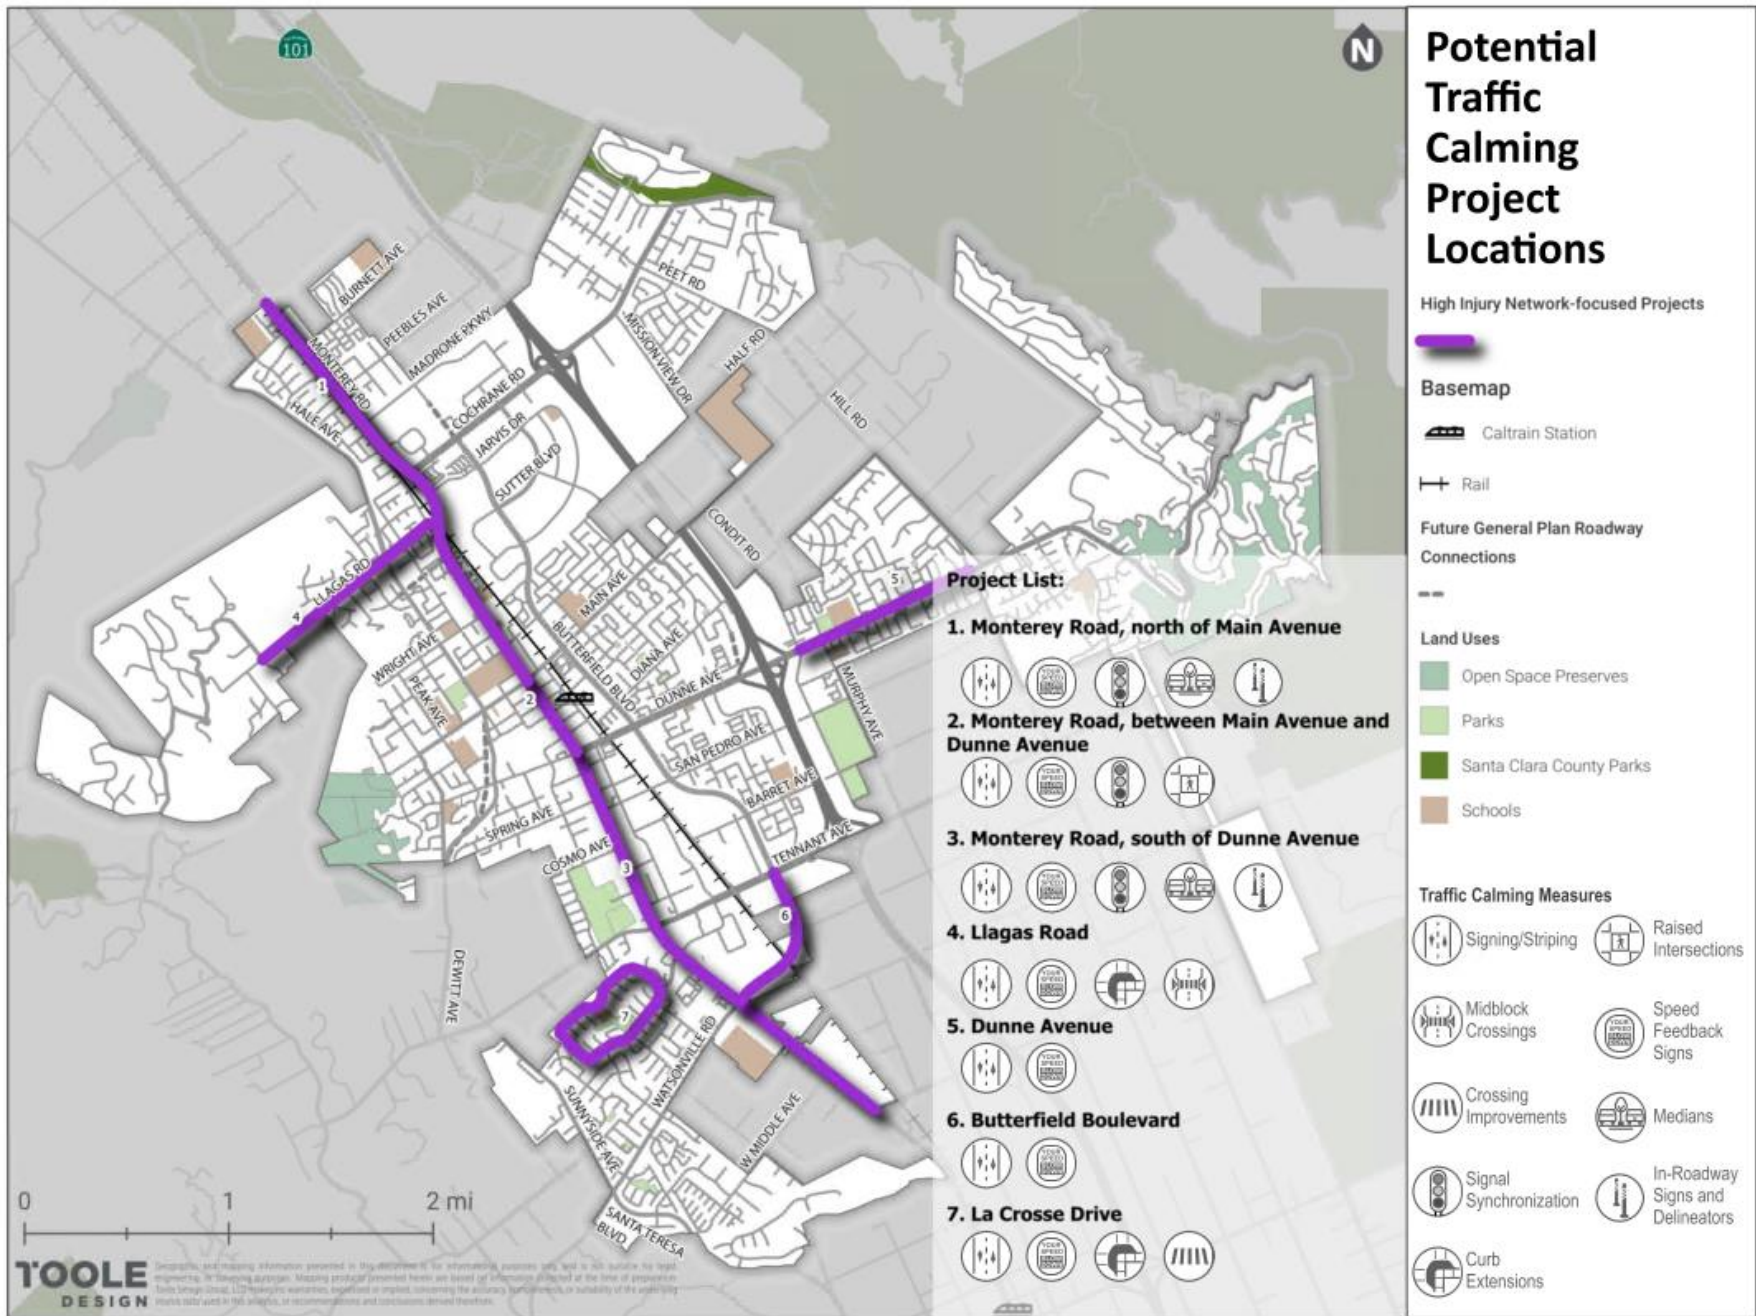 101
N
Potential
Traffic
Calming
Project
Locations
High Injury Network-focused Projects
Basemap
Caltrain Station
Rail
Future General Plan Roadway
Connections
Land Uses
Open Space Preserves
Parks
Santa Clara County Parks
Schools
Traffic Calming Measures
Signing/Striping
Raised
Intersections
Midblock
Crossings
Speed
Feedback
Signs
Crossing
Improvements
Medians
Signal
Synchronization
In-Roadway
Signs and
Delineators
Curb
Extensions
BURNETT AVE
PEEBLES AVE
MADRONE PKWY
MONTEREY RD
1
HALE AVE
COCHRANE RD
JARVIS DR
SUTTER BLVD
PEET RD
MISSION VIEW DR
HALF RD
HILL RD
CONDIT RD
LLAGAS RD
4
WRIGHT AVE
PEAK AVE
MAIN AVE
BUTTERFIELD BLVD
DIANA AVE
DUNNE AVE
2
5
MURPHY AVE
SAN PEDRO AVE
BARRET AVE
SPRING AVE
COSMO AVE
TENNANT AVE
3
6
DEWITT AVE
7
WATSONVILLE RD
SUNNYSIDE AVE
W MIDDLE AVE
SANTA TERESA
BLVD
Project List:
1. Monterey Road, north of Main Avenue
2. Monterey Road, between Main Avenue and
Dunne Avenue
3. Monterey Road, south of Dunne Avenue
4. Llagas Road
5. Dunne Avenue
6. Butterfield Boulevard
7. La Crosse Drive
0 1 2 mi
TOOLE
DESIGN